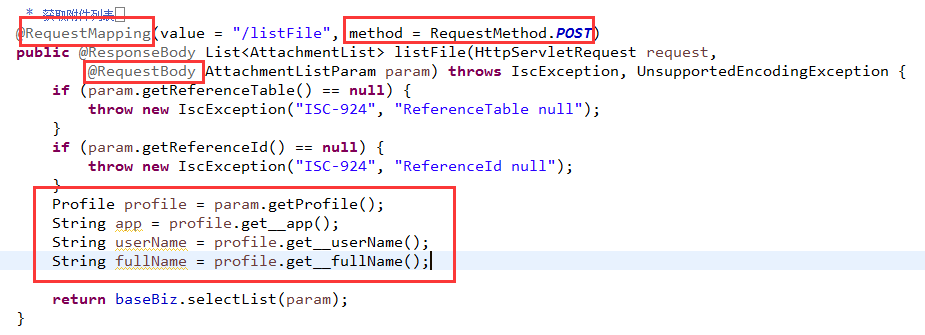 * 获取附件列表
@RequestMapping(value = "/listFile", method = RequestMethod.POST)
public @ResponseBody List<AttachmentList> listFile(HttpServletRequest request,
@RequestBody AttachmentListParam param) throws IscException, UnsupportedEncodingException {
if (param.getReferenceTable() == null) {
throw new IscException("ISC-924", "ReferenceTable null");
}
if (param.getReferenceId() == null) {
throw new IscException("ISC-924", "ReferenceId null");
}
Profile profile = param.getProfile();
String app = profile.get__app();
String userName = profile.get__userName();
String fullName = profile.get__fullName();
return baseBiz.selectList(param);
}